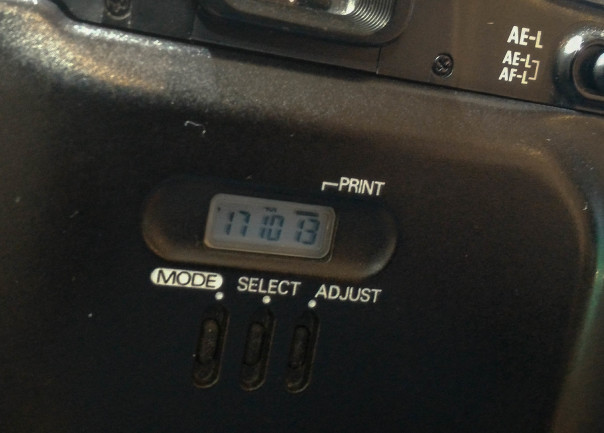 AE-L
AE-L
AF-L
PRINT
17 10 13
MODE SELECT ADJUST